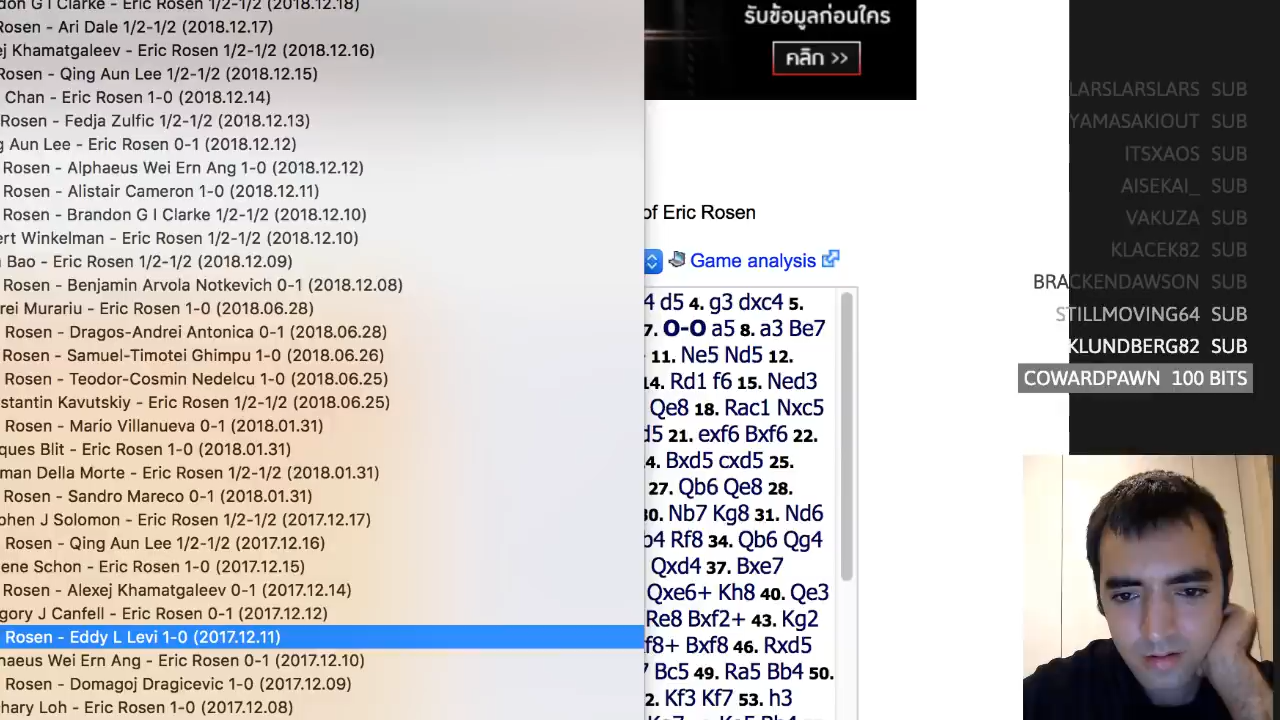 don G I Clarke - Eric Rosen 1/2-1/2 (2018.12.18)
Rosen - Ari Dale 1/2-1/2 (2018.12.17)
ej Khamatgaleev - Eric Rosen 1/2-1/2 (2018.12.16)
Rosen - Qing Aun Lee 1/2-1/2 (2018.12.15)
Chan - Eric Rosen 1-0 (2018.12.14)
Rosen - Fedja Zulfic 1/2-1/2 (2018.12.13)
g Aun Lee - Eric Rosen 0-1 (2018.12.12)
Rosen - Alphaeus Wei Ern Ang 1-0 (2018.12.12)
Rosen - Alistair Cameron 1-0 (2018.12.11)
Rosen - Brandon G I Clarke 1/2-1/2 (2018.12.10)
ert Winkelman - Eric Rosen 1/2-1/2 (2018.12.10)
Bao - Eric Rosen 1/2-1/2 (2018.12.09)
Rosen - Benjamin Arvola Notkevich 0-1 (2018.12.08)
rei Murariu - Eric Rosen 1-0 (2018.06.28)
Rosen - Dragos-Andrei Antonica 0-1 (2018.06.28)
Rosen - Samuel-Timotei Ghimpu 1-0 (2018.06.26)
Rosen - Teodor-Cosmin Nedelcu 1-0 (2018.06.25)
stantin Kavutskiy - Eric Rosen 1/2-1/2 (2018.06.25)
Rosen - Mario Villanueva 0-1 (2018.01.31)
ques Blit - Eric Rosen 1-0 (2018.01.31)
man Della Morte - Eric Rosen 1/2-1/2 (2018.01.31)
Rosen - Sandro Mareco 0-1 (2018.01.31)
phen J Solomon - Eric Rosen 1/2-1/2 (2017.12.17)
Rosen - Qing Aun Lee 1/2-1/2 (2017.12.16)
ene Schon - Eric Rosen 1-0 (2017.12.15)
Rosen - Alexej Khamatgaleev 0-1 (2017.12.14)
gory J Canfell - Eric Rosen 0-1 (2017.12.12)
Rosen - Eddy L Levi 1-0 (2017.12.11)
haeus Wei Ern Ang - Eric Rosen 0-1 (2017.12.10)
Rosen - Domagoj Dragicevic 1-0 (2017.12.09)
chary Loh - Eric Rosen 1-0 (2017.12.08)
รับข้อมูลก่อนใคร
คลิก >>
of Eric Rosen
Game analysis
4 d5 4. g3 dxc4 5.
7. O-O a5 8. a3 Be7
11. Ne5 Nd5 12.
14. Rd1 f6 15. Ned3
Qe8 18. Rac1 Nxc5
d5 21. exf6 Bxf6 22.
4. Bxd5 cxd5 25.
27. Qb6 Qe8 28.
30. Nb7 Kg8 31. Nd6
b4 Rf8 34. Qb6 Qg4
Qxd4 37. Bxe7
Qxe6+ Kh8 40. Qe3
Re8 Bxf2+ 43. Kg2
f8+ Bxf8 46. Rxd5
Bc5 49. Ra5 Bb4 50.
2. Kf3 Kf7 53. h3
LARSLARSLARS SUB
YAMASAKIOUT SUB
ITSXAOS SUB
AISEKAI_ SUB
VAKUZA SUB
KLACEK82 SUB
BRACKENDAWSON SUB
STILLMOVING64 SUB
KLUNDBERG82 SUB
COWARDPAWN 100 BITS